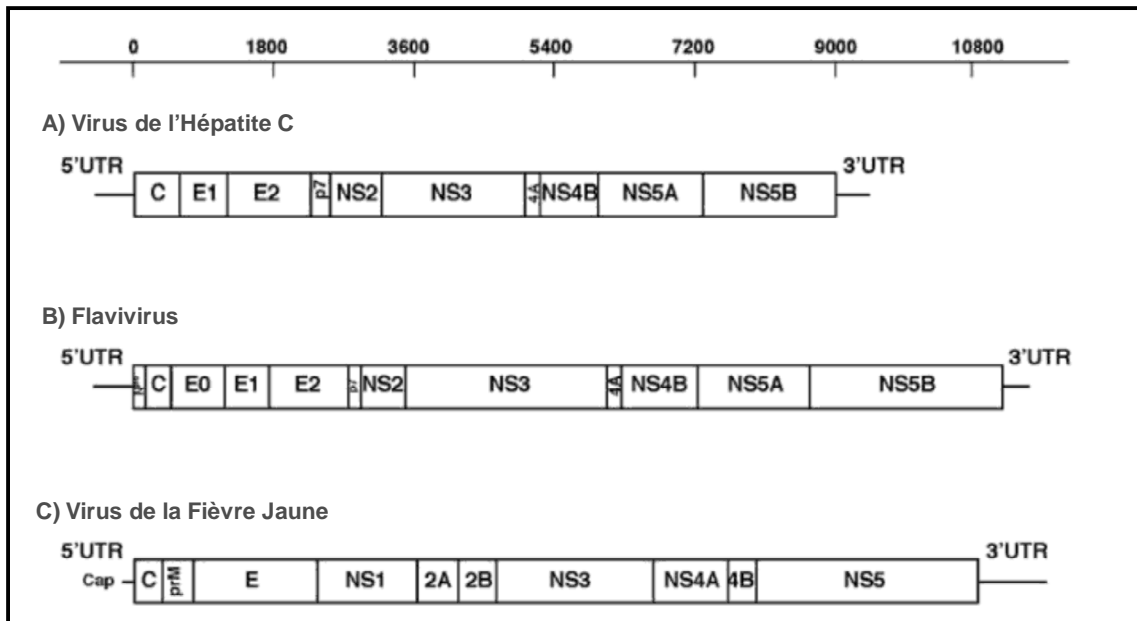 0 1800 3600 5400 7200 9000 10800
A) Virus de l’Hépatite C
5'UTR 3'UTR
C E1 E2 p7 NS2 NS3 4A NS4B NS5A NS5B
B) Flavivirus
5'UTR 3'UTR
C E0 E1 E2 p7 NS2 NS3 4A NS4B NS5A NS5B
C) Virus de la Fièvre Jaune
5'UTR 3'UTR
Cap C prM E NS1 2A 2B NS3 NS4A 4B NS5